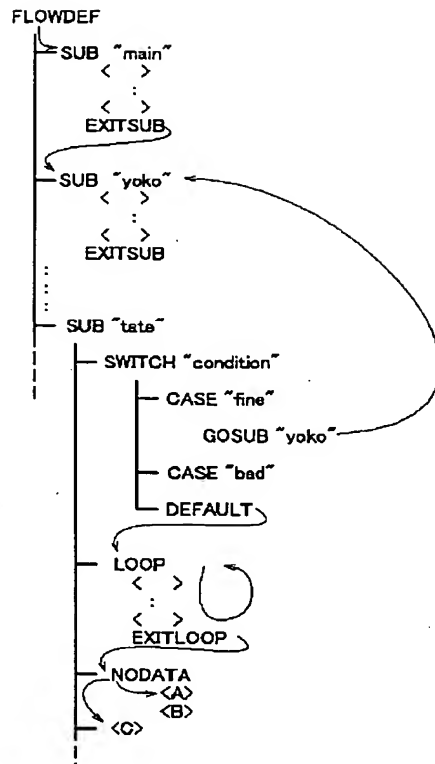 FLOWDEF
SUB "main"
< >
:
< >
EXITSUB
SUB "yoko"
< >
:
< >
EXITSUB
SUB "tate"
SWITCH "condition"
CASE "fine"
GOSUB "yoko"
CASE "bad"
DEFAULT
LOOP
< >
:
< >
EXITLOOP
NODATA
<A>
<B>
<C>